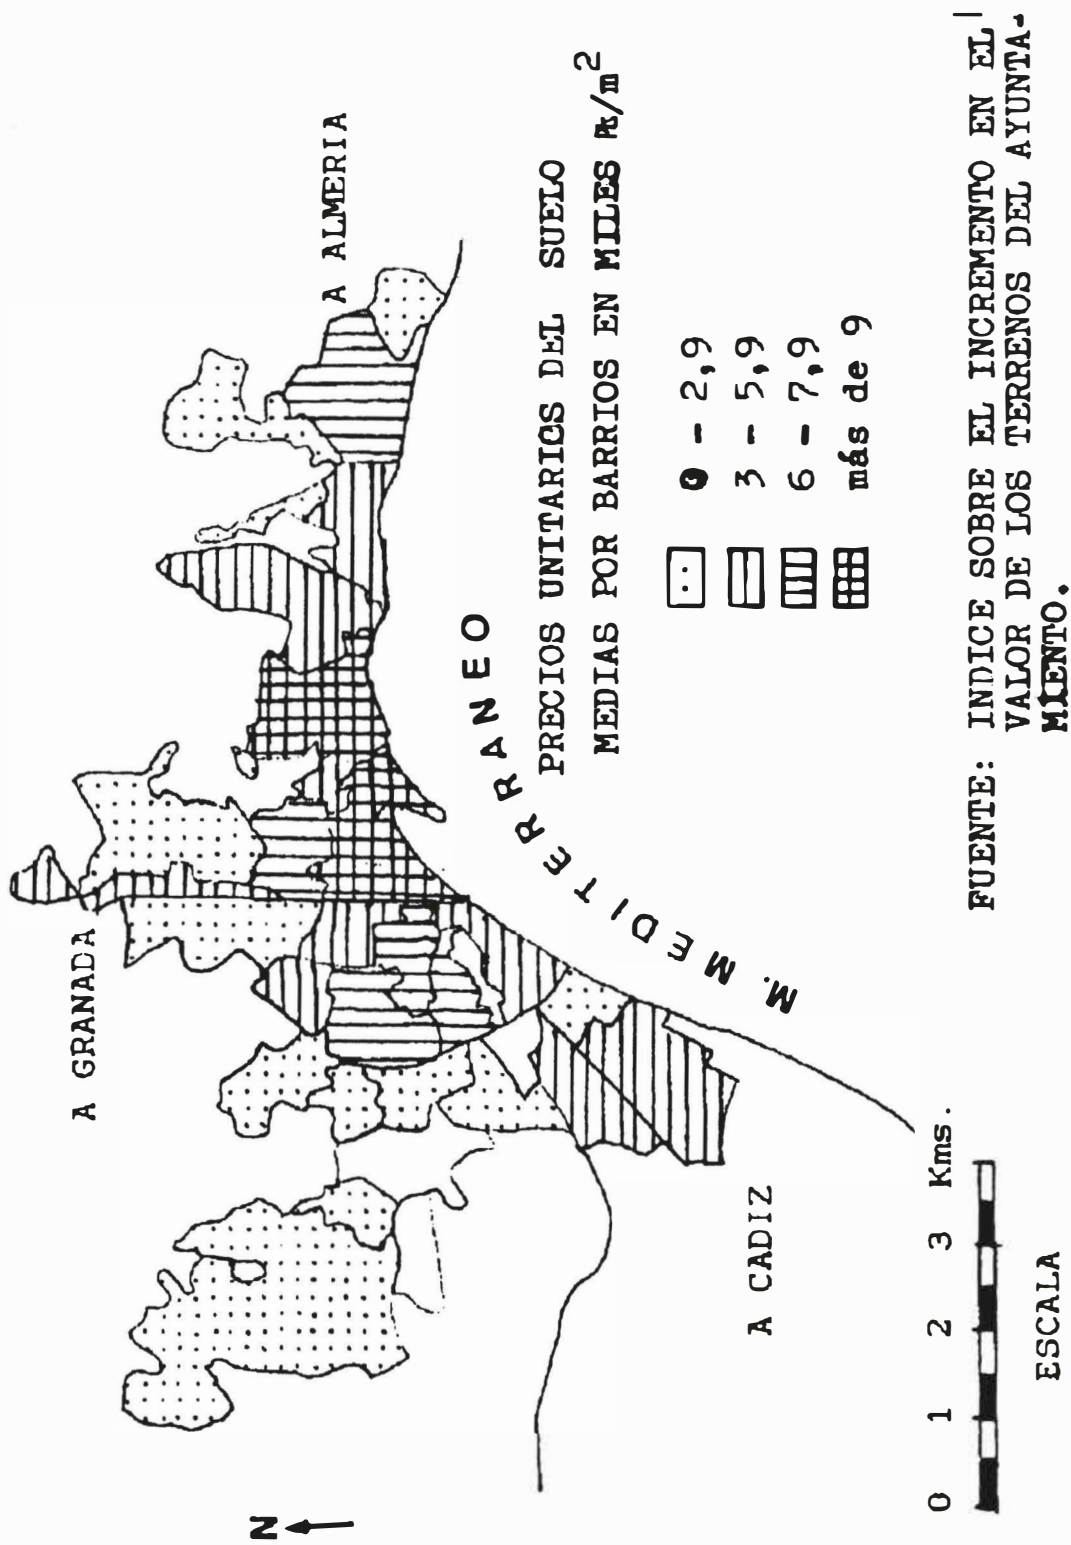 A GRANADA
A ALMERIA
A CADIZ
M. MEDITERRANEO
N
PRECIOS UNITARIOS DEL SUELO
MEDIAS POR BARRIOS EN MILES Pts/m²
0 - 2,9
3 - 5,9
6 - 7,9
más de 9
0 1 2 3 Kms.
ESCALA
FUENTE: INDICE SOBRE EL INCREMENTO EN EL
VALOR DE LOS TERRENOS DEL AYUNTA-
MIENTO.